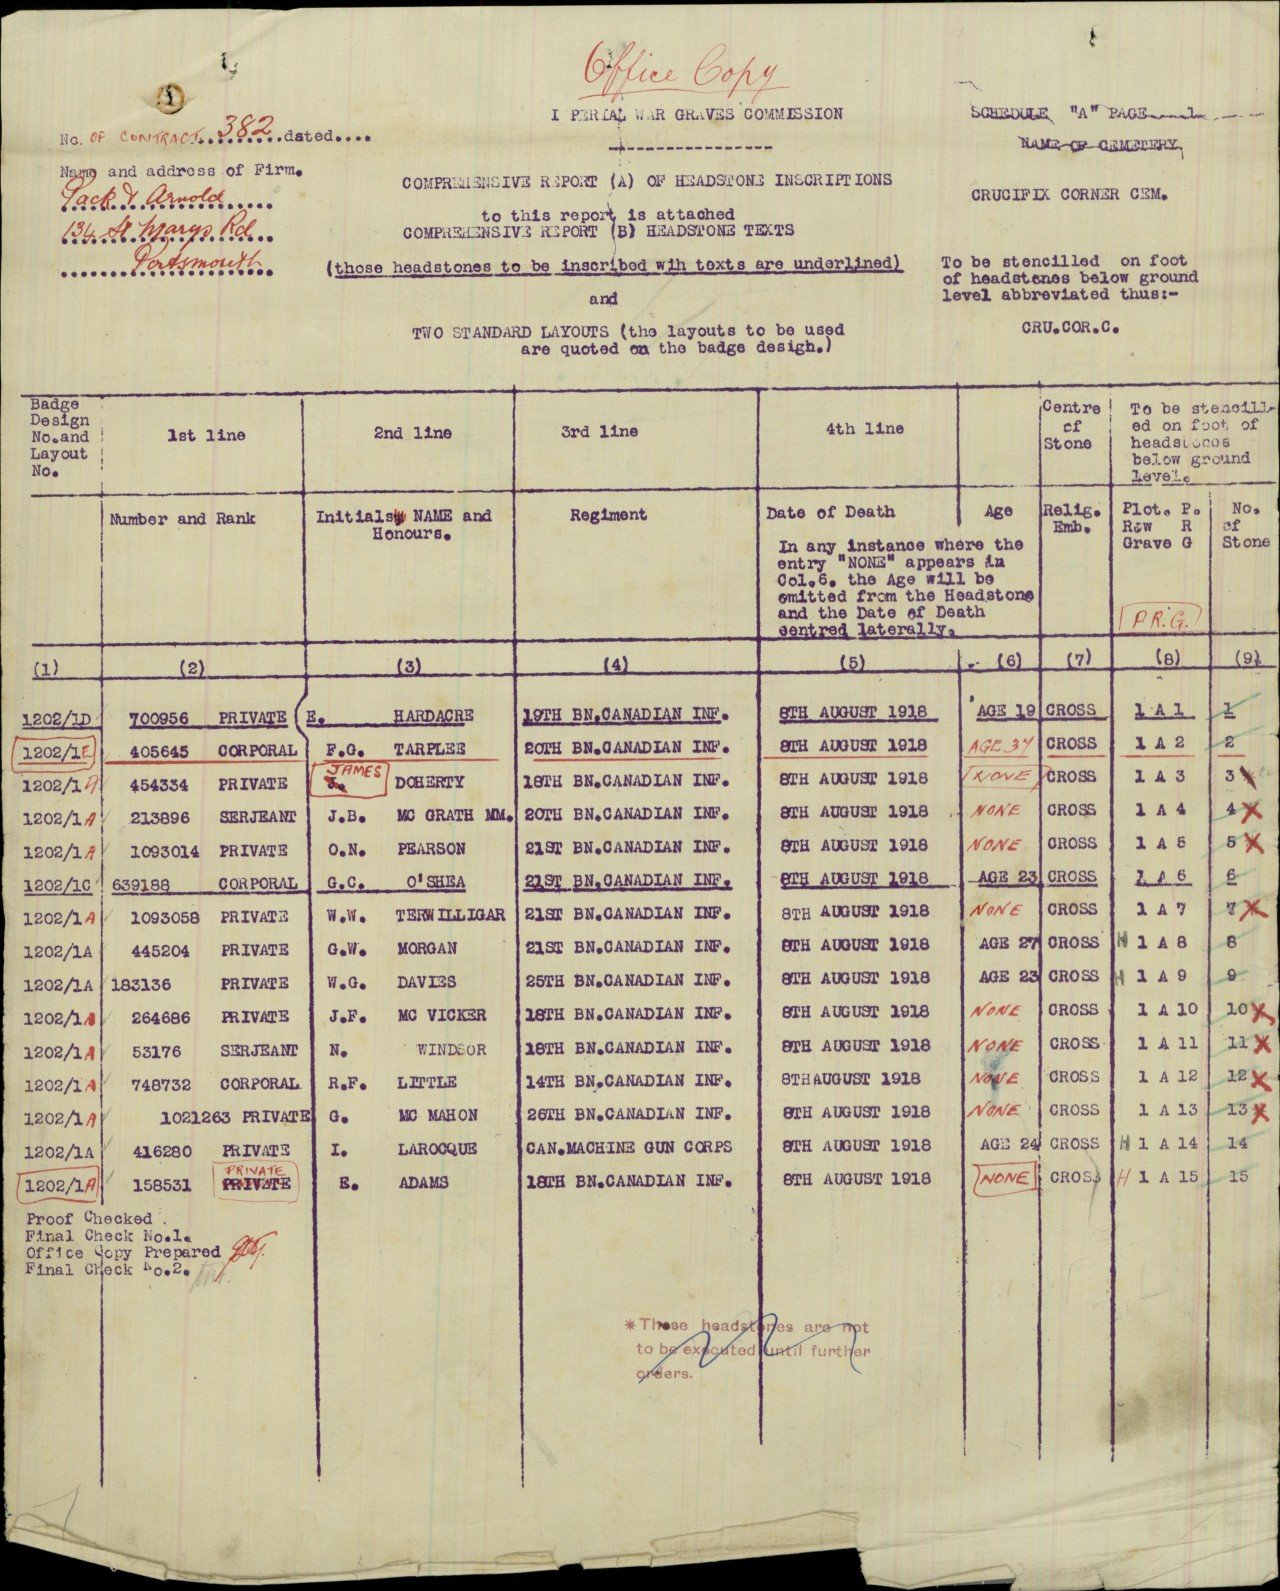 Office Copy
I PERIAL WAR GRAVES COMMISSION
SCHEDULE "A" PAGE....1....
NAME OF CEMETERY.
No. OF CONTRACT..382..dated....
Name and address of Firm.
Pack & Arnold
134 St Marys Rd
Portsmouth
COMPREHENSIVE REPORT (A) OF HEADSTONE INSCRIPTIONS
to this report is attached
COMPREHENSIVE REPORT (B) HEADSTONE TEXTS
(those headstones to be inscribed wih texts are underlined)
and
TWO STANDARD LAYOUTS (the layouts to be used
are quoted on the badge desigh.)
CRUCIFIX CORNER CEM.
To be stencilled on foot
of headstones below ground
level abbreviated thus:-
CRU.COR.C.
Badge
Design
No.and
Layout
No.
1st line
2nd line
3rd line
4th line
Centre
of
Stone
To be stencill-
ed on foot of
headstones
below ground
level.
Number and Rank
Initials NAME and
Honours.
Regiment
Date of Death
Age
In any instance where the
entry "NONE" appears in
Col.6. the Age will be
omitted from the Headstone
and the Date of Death
centred laterally.
Relig.
Emb.
Plot. P.
Row R
Grave G
P.R.G.
No.
of
Stone
(1) (2) (3) (4) (5) (6) (7) (8) (9)
1202/1D 700956 PRIVATE E. HARDACRE 19TH BN.CANADIAN INF. 8TH AUGUST 1918 AGE 19 CROSS 1 A 1 1
1202/1E 405645 CORPORAL F.G. TARPLEE 20TH BN.CANADIAN INF. 8TH AUGUST 1918 AGE 37 CROSS 1 A 2 2
1202/1A 454334 PRIVATE JAMES J. DOHERTY 18TH BN.CANADIAN INF. 8TH AUGUST 1918 NONE CROSS 1 A 3 3
1202/1A 213896 SERJEANT J.B. MC GRATH MM. 20TH BN.CANADIAN INF. 8TH AUGUST 1918 NONE CROSS 1 A 4 4 X
1202/1A 1093014 PRIVATE O.N. PEARSON 21ST BN.CANADIAN INF. 8TH AUGUST 1918 NONE CROSS 1 A 5 5 X
1202/1C 639188 CORPORAL G.C. O'SHEA 21ST BN.CANADIAN INF. 8TH AUGUST 1918 AGE 23 CROSS 1 A 6 6
1202/1A 1093058 PRIVATE W.W. TERWILLIGAR 21ST BN.CANADIAN INF. 8TH AUGUST 1918 NONE CROSS 1 A 7 7 X
1202/1A 445204 PRIVATE G.W. MORGAN 21ST BN.CANADIAN INF. 8TH AUGUST 1918 AGE 27 CROSS H 1 A 8 8
1202/1A 183136 PRIVATE W.G. DAVIES 25TH BN.CANADIAN INF. 8TH AUGUST 1918 AGE 23 CROSS H 1 A 9 9
1202/1A 264686 PRIVATE J.F. MC VICKER 18TH BN.CANADIAN INF. 8TH AUGUST 1918 NONE CROSS 1 A 10 10 X
1202/1A 53176 SERJEANT N. WINDSOR 18TH BN.CANADIAN INF. 8TH AUGUST 1918 NONE CROSS 1 A 11 11 X
1202/1A 748732 CORPORAL R.F. LITTLE 14TH BN.CANADIAN INF. 8THAUGUST 1918 NONE CROSS 1 A 12 12 X
1202/1A 1021263 PRIVATE G. MC MAHON 26TH BN.CANADIAN INF. 8TH AUGUST 1918 NONE CROSS 1 A 13 13 X
1202/1A 416280 PRIVATE I. LAROCQUE CAN.MACHINE GUN CORPS 8TH AUGUST 1918 AGE 24 CROSS H 1 A 14 14
1202/1A 158531 PRIVATE PRIVATE E. ADAMS 18TH BN.CANADIAN INF. 8TH AUGUST 1918 NONE CROSS H 1 A 15 15
Proof Checked .
Final Check No.1.
Office Copy Prepared
Final Check No.2.
* These headstones are not
to be executed until further
orders.